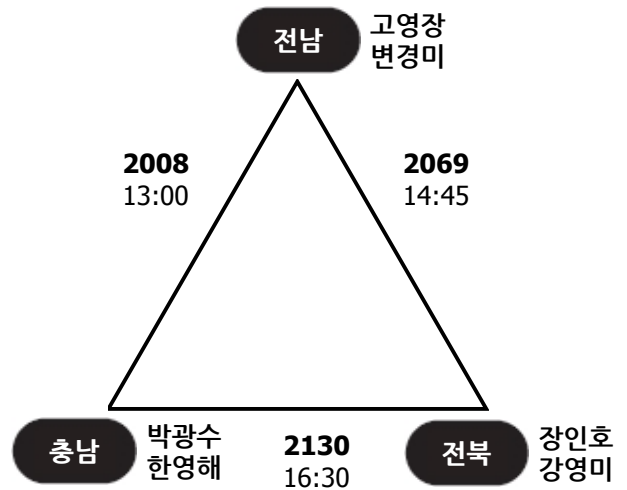 전남
고영장
변경미
2008
13:00
2069
14:45
충남
박광수
한영해
2130
16:30
전북
장인호
강영미